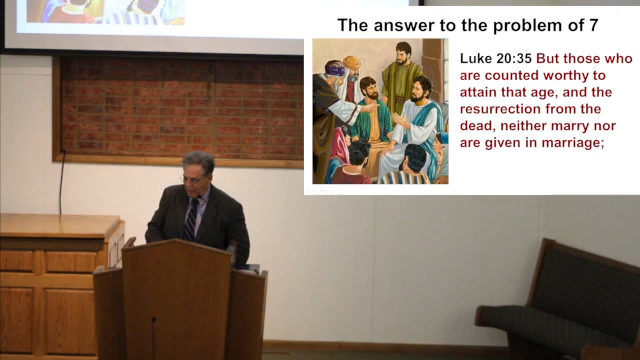 The answer to the problem of 7
Luke 20:35 But those who
are counted worthy to
attain that age, and the
resurrection from the
dead, neither marry nor
are given in marriage;